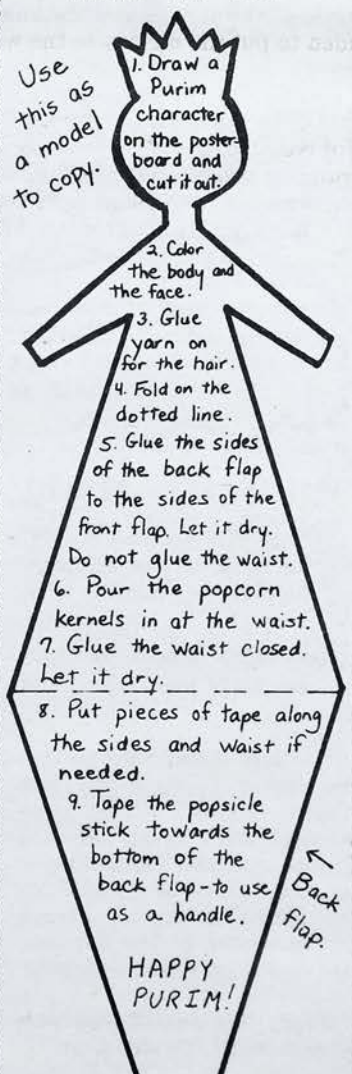 Use
this as
a model
to copy.
1. Draw a
Purim
character
on the poster-
board and
cut it out.
2. Color
the body and
the face.
3. Glue
yarn on
for the hair.
4. Fold on the
dotted line.
5. Glue the sides
of the back flap
to the sides of the
front flap. Let it dry.
Do not glue the waist.
6. Pour the popcorn
kernels in at the waist.
7. Glue the waist closed.
Let it dry.
8. Put pieces of tape along
the sides and waist if
needed.
9. Tape the popsicle
stick towards the
bottom of the
back flap - to use
as a handle.
Back
flap.
HAPPY
PURIM!